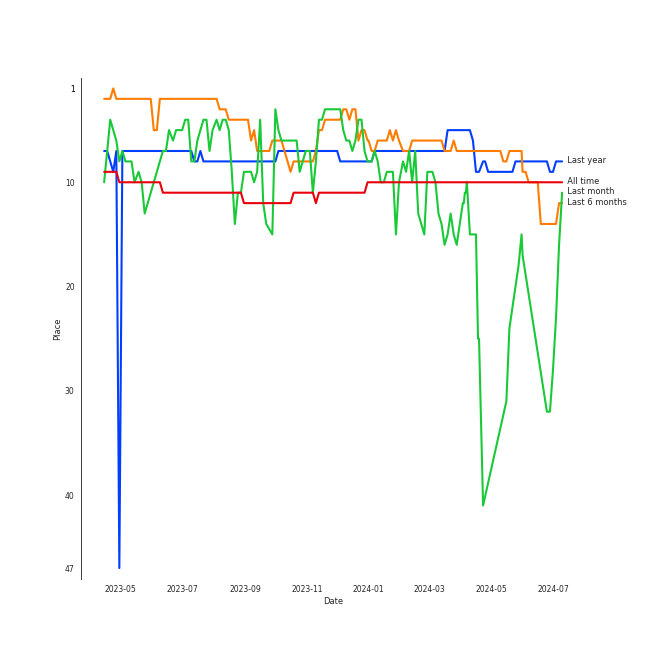 1
10
20
30
40
47
Place
Last year
All time
Last month
Last 6 months
2023-05
2023-07
2023-09
2023-11
2024-01
2024-03
2024-05
2024-07
Date